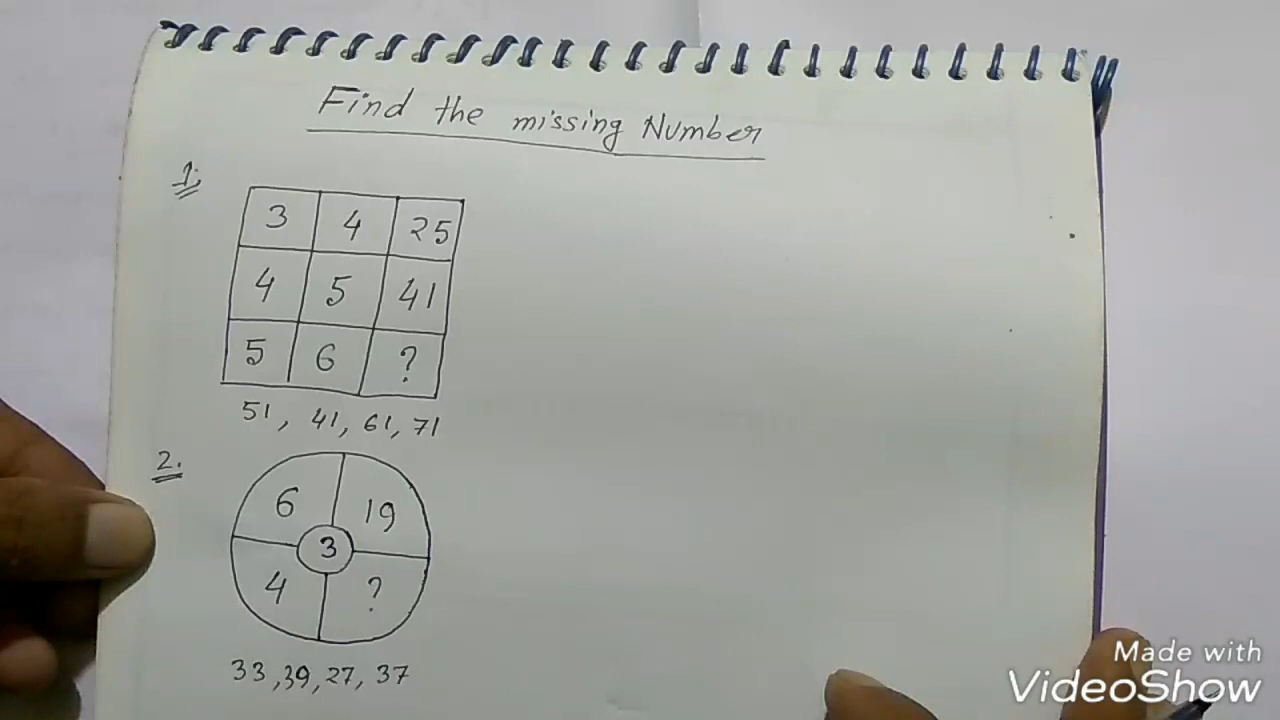 Find the missing Number
1.
3 4 25
4 5 41
5 6 ?
51, 41, 61, 71
2.
6 19
3
4 ?
33, 39, 27, 37
Made with
VideoShow